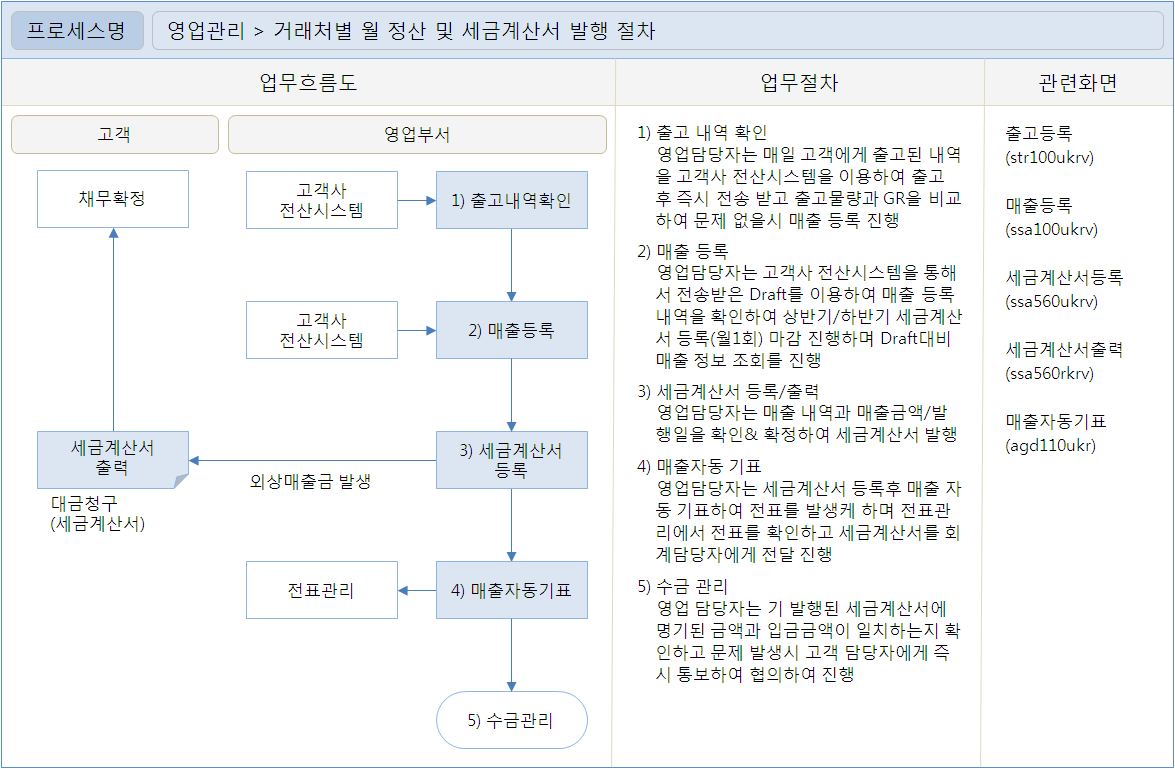 프로세스명
영업관리 > 거래처별 월 정산 및 세금계산서 발행 절차
업무흐름도
업무절차
관련화면
고객
영업부서
채무확정
고객사
전산시스템
1) 출고내역확인
고객사
전산시스템
2) 매출등록
세금계산서
출력
3) 세금계산서
등록
외상매출금 발생
대금청구
(세금계산서)
전표관리
4) 매출자동기표
5) 수금관리
1) 출고 내역 확인
영업담당자는 매일 고객에게 출고된 내역
을 고객사 전산시스템을 이용하여 출고
후 즉시 전송 받고 출고물량과 GR을 비교
하여 문제 없을시 매출 등록 진행
2) 매출 등록
영업담당자는 고객사 전산시스템을 통해
서 전송받은 Draft를 이용하여 매출 등록
내역을 확인하여 상반기/하반기 세금계산
서 등록(월1회) 마감 진행하며 Draft대비
매출 정보 조회를 진행
3) 세금계산서 등록/출력
영업담당자는 매출 내역과 매출금액/발
행일을 확인& 확정하여 세금계산서 발행
4) 매출자동 기표
영업담당자는 세금계산서 등록후 매출 자
동 기표하여 전표를 발생케 하며 전표관
리에서 전표를 확인하고 세금계산서를 회
계담당자에게 전달 진행
5) 수금 관리
영업 담당자는 기 발행된 세금계산서에
명기된 금액과 입금금액이 일치하는지 확
인하고 문제 발생시 고객 담당자에게 즉
시 통보하여 협의하여 진행
출고등록
(str100ukrv)
매출등록
(ssa100ukrv)
세금계산서등록
(ssa560ukrv)
세금계산서출력
(ssa560rkrv)
매출자동기표
(agd110ukr)